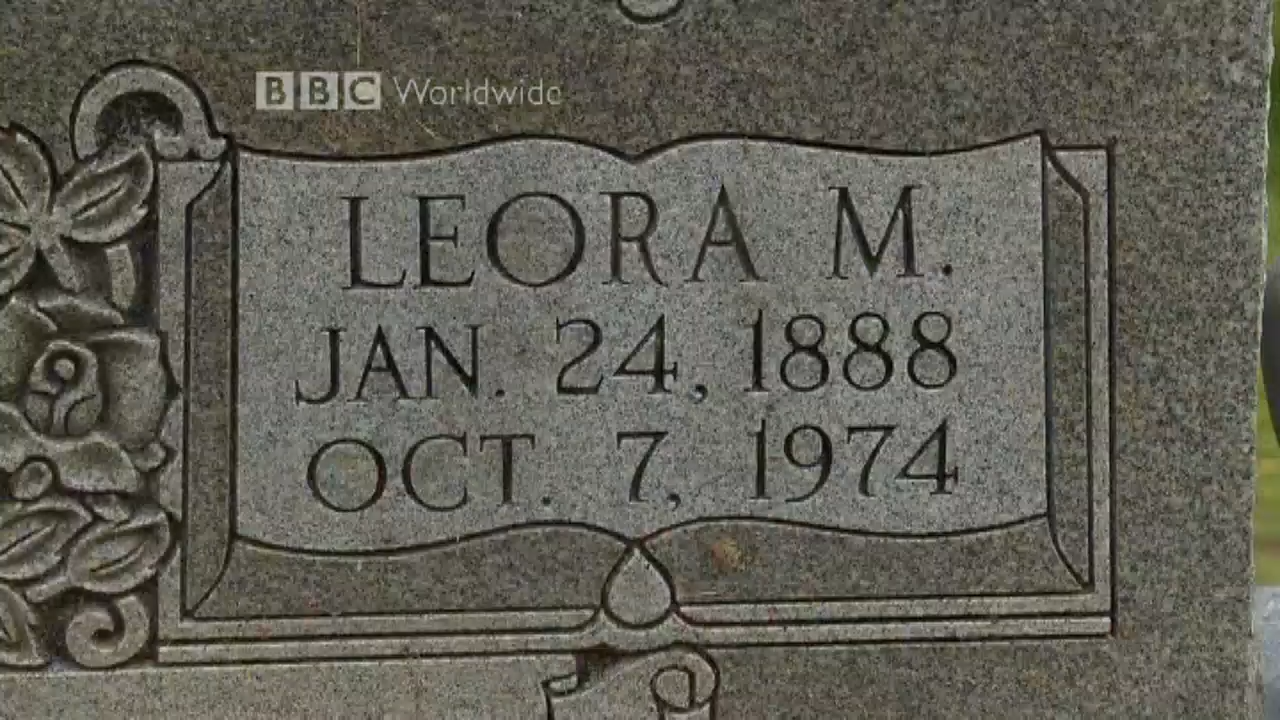 BBC Worldwide
LEORA M.
JAN. 24, 1888
OCT. 7, 1974